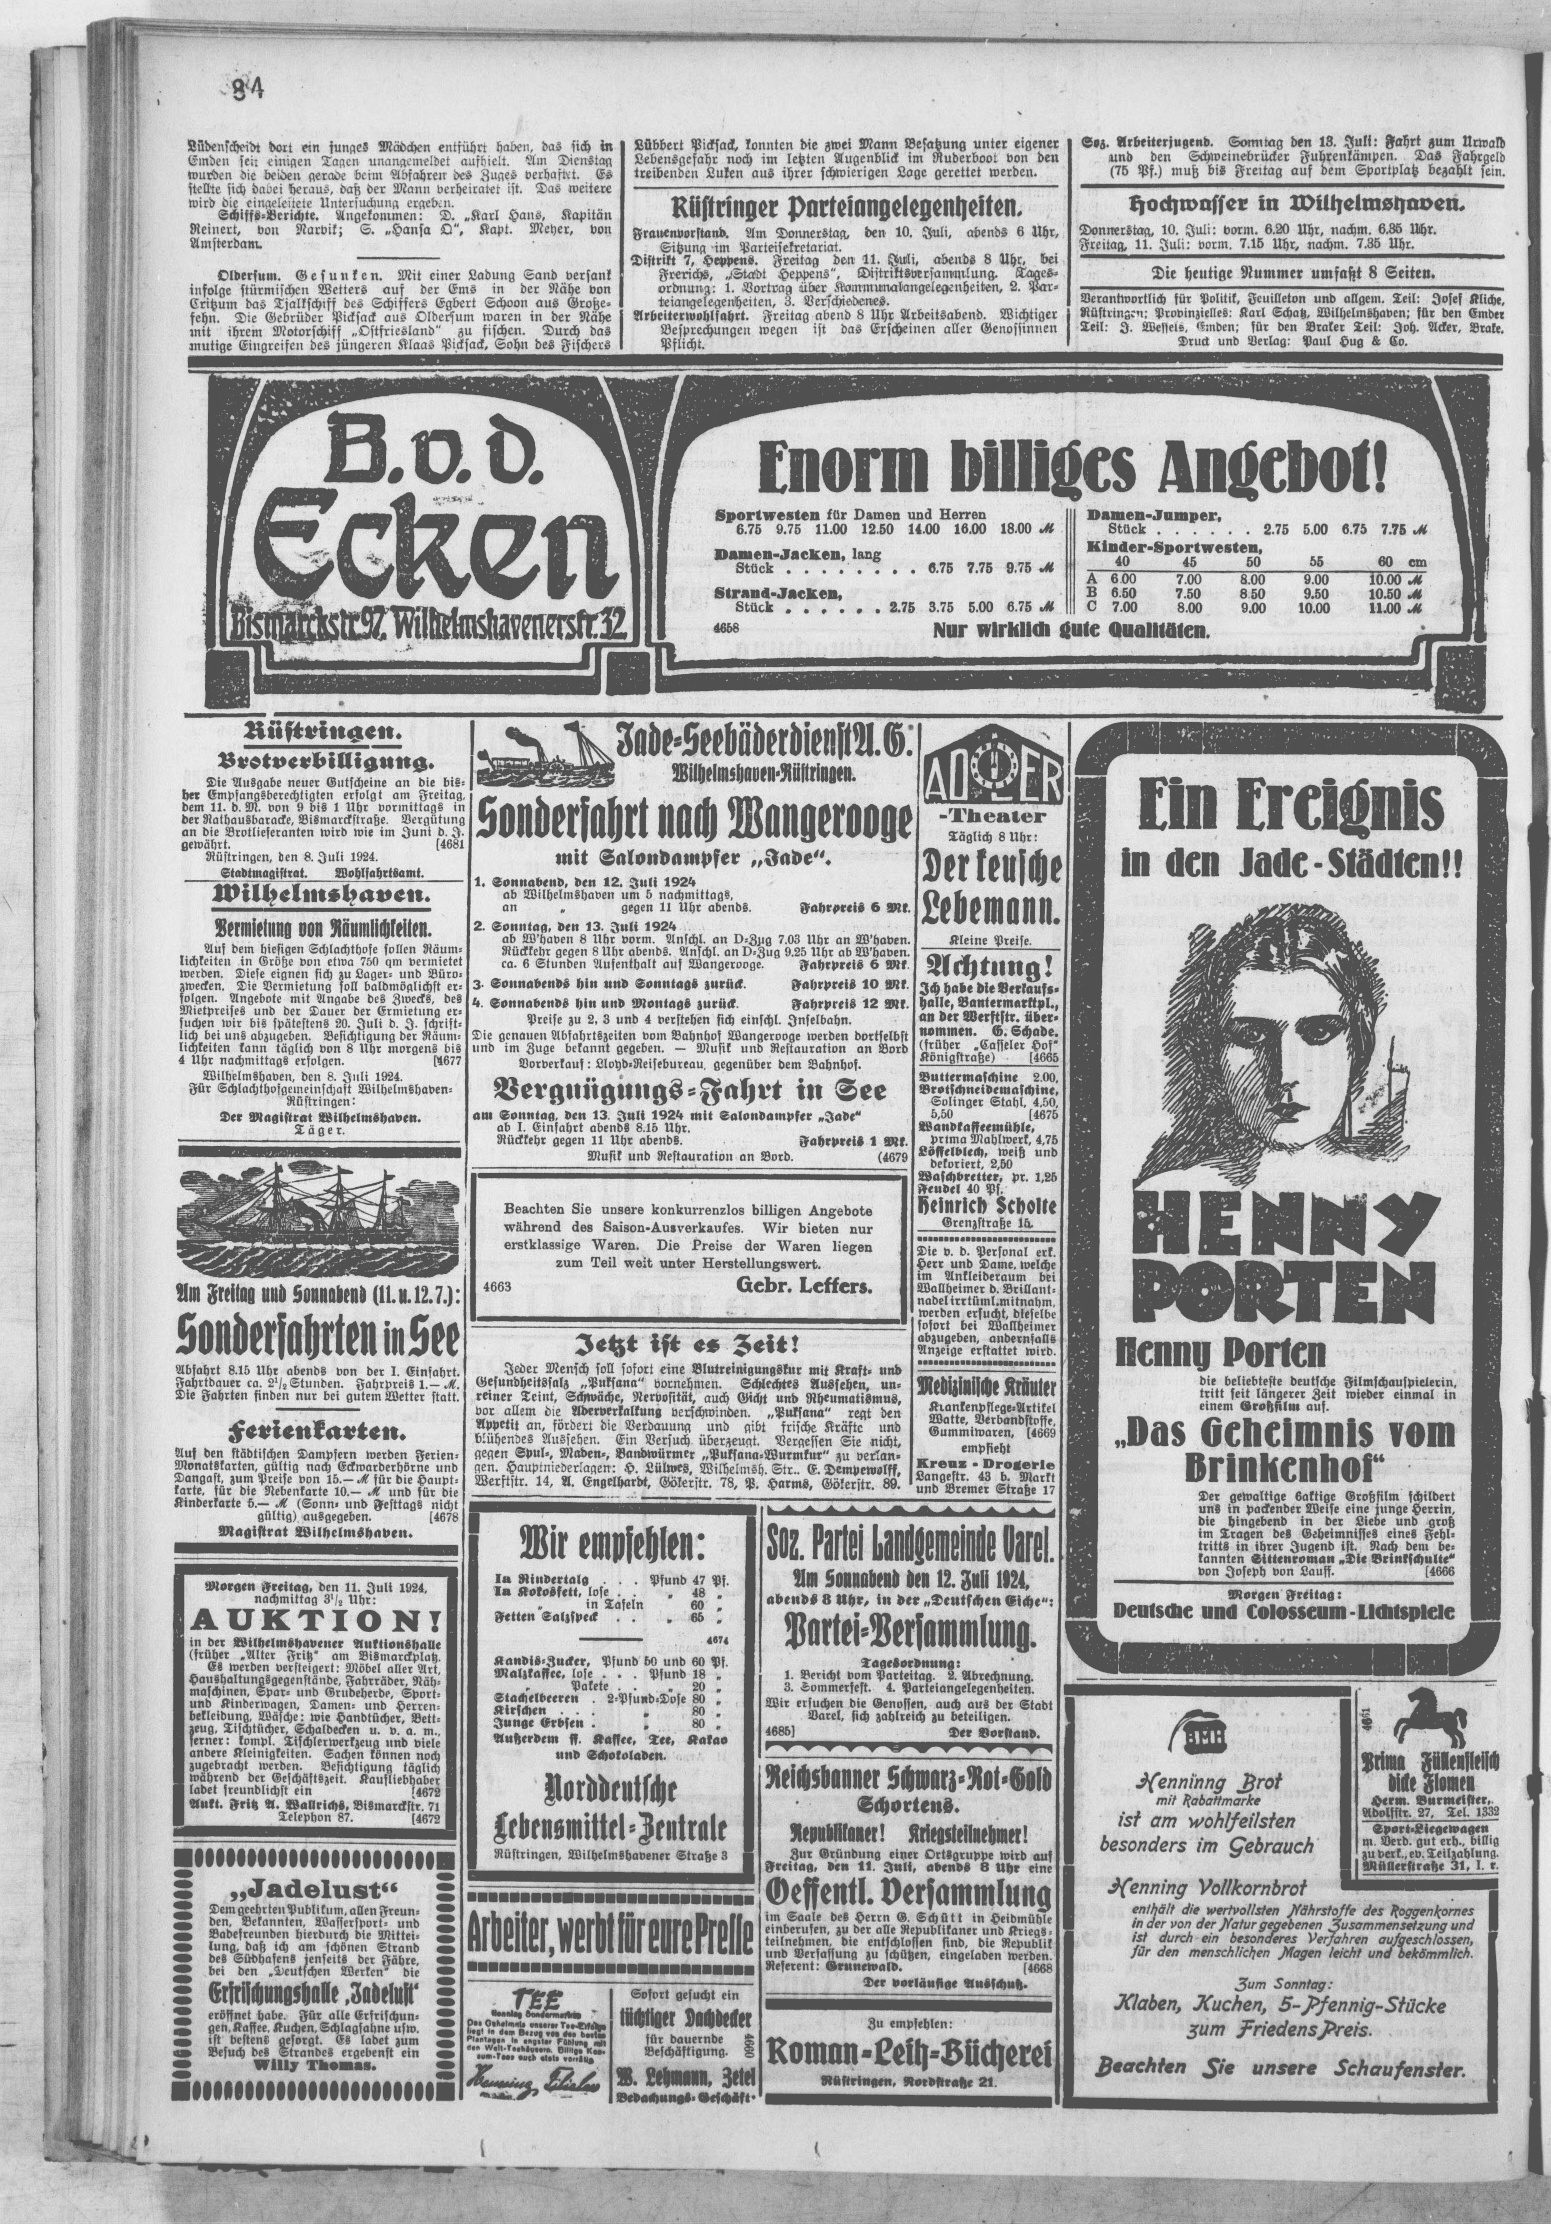 84
Lüdenscheidt dort ein junges Mädchen entführt haben, das sich in
Emden seit einigen Tagen unangemeldet aufhielt. Am Dienstag
wurden die beiden gerade beim Abfahren des Zuges verhaftet. Es
stellte sich dabei heraus, daß der Mann verheiratet ist. Das weitere
wird die eingeleitete Untersuchung ergeben.
Schiffs-Berichte. Angekommen: D. „Karl Hans, Kapitän
Reinert, von Narvik; S. „Hansa O“, Kapt. Meyer, von
Amsterdam.
Oldersum. Gesunken. Mit einer Ladung Sand versank
infolge stürmischen Wetters auf der Ems in der Nähe von
Critzum das Tjalkschiff des Schiffers Egbert Schoon aus Große-
fehn. Die Gebrüder Picksack aus Oldersum waren in der Nähe
mit ihrem Motorschiff „Ostfriesland“ zu fischen. Durch das
mutige Eingreifen des jüngeren Klaas Picksack, Sohn des Fischers
Lübbert Picksack, konnten die zwei Mann Besatzung unter eigener
Lebensgefahr noch im letzten Augenblick im Ruderboot von den
treibenden Luken aus ihrer schwierigen Lage gerettet werden.
Rüstringer Parteiangelegenheiten.
Frauenvorstand. Am Donnerstag, den 10. Juli, abends 6 Uhr,
Sitzung im Parteisekretariat.
Distrikt 7, Heppens. Freitag den 11. Juli, abends 8 Uhr, bei
Frerichs, „Stadt Heppens“, Distriktsversammlung. Tages-
ordnung: 1. Vortrag über Kommunalangelegenheiten, 2. Par-
teiangelegenheiten, 3. Verschiedenes.
Arbeiterwohlfahrt. Freitag abend 8 Uhr Arbeitsabend. Wichtiger
Besprechungen wegen ist das Erscheinen aller Genossinnen
Pflicht.
Soz. Arbeiterjugend. Sonntag den 13. Juli: Fahrt zum Urwald
und den Schweinebrücker Fuhrenkämpen. Das Fahrgeld
(75 Pf.) muß bis Freitag auf dem Sportplatz bezahlt sein.
Hochwasser in Wilhelmshaven.
Donnerstag, 10. Juli: vorm. 6.20 Uhr, nachm. 6.35 Uhr.
Freitag, 11. Juli: vorm. 7.15 Uhr, nachm. 7.35 Uhr.
Die heutige Nummer umfaßt 8 Seiten.
Verantwortlich für Politik, Feuilleton und allgem. Teil: Josef Kliche,
Rüstringen; Provinzielles: Karl Schatz, Wilhelmshaven; für den Emder
Teil: J. Wessels, Emden; für den Braker Teil: Joh. Acker, Brake.
Druck und Verlag: Paul Hug & Co.
B.v.d.
Ecken
Bismarckstr. 97. Wilhelmshavenerstr. 32
Enorm billiges Angebot!
Sportwesten für Damen und Herren
6.75 9.75 11.00 12.50 14.00 16.00 18.00 M
Damen-Jacken, lang
Stück . . . . . . . . . 6.75 7.75 9.75 M
Strand-Jacken,
Stück . . . . . . 2.75 3.75 5.00 6.75 M
Damen-Jumper,
Stück . . . . . . 2.75 5.00 6.75 7.75 M
Kinder-Sportwesten,
40 45 50 55 60 cm
A 6.00 7.00 8.00 9.00 10.00 M
B 6.50 7.50 8.50 9.50 10.50 M
C 7.00 8.00 9.00 10.00 11.00 M
4658 Nur wirklich gute Qualitäten.
Rüstringen.
Brotverbilligung.
Die Ausgabe neuer Gutscheine an die bis-
her Empfangsberechtigten erfolgt am Freitag,
dem 11. d. M. von 9 bis 1 Uhr vormittags in
der Rathausbaracke, Bismarckstraße. Vergütung
an die Brotlieferanten wird wie im Juni d. J.
gewährt. [4681
Rüstringen, den 8. Juli 1924.
Stadtmagistrat. Wohlfahrtsamt.
Wilhelmshaven.
Vermietung von Räumlichkeiten.
Auf dem hiesigen Schlachthofe sollen Räum-
lichkeiten in Größe von etwa 750 qm vermietet
werden. Diese eignen sich zu Lager- und Büro-
zwecken. Die Vermietung soll baldmöglichst er-
folgen. Angebote mit Angabe des Zwecks, des
Mietpreises und der Dauer der Ermietung er-
suchen wir bis spätestens 20. Juli d. J. schrift-
lich bei uns abzugeben. Besichtigung der Räum-
lichkeiten kann täglich von 8 Uhr morgens bis
4 Uhr nachmittags erfolgen. [4677
Wilhelmshaven, den 8. Juli 1924.
Für Schlachthofgemeinschaft Wilhelmshaven-
Rüstringen:
Der Magistrat Wilhelmshaven.
Täger.
Am Freitag und Sonnabend (11. u. 12.7.):
Sonderfahrten in See
Abfahrt 8.15 Uhr abends von der I. Einfahrt.
Fahrtdauer ca. 2½ Stunden. Fahrpreis 1.— M.
Die Fahrten finden nur bei gutem Wetter statt.
Ferienkarten.
Auf den städtischen Dampfern werden Ferien-
Monatskarten, gültig nach Eckwarderhörne und
Dangast, zum Preise von 15.— M für die Haupt-
karte, für die Nebenkarte 10.— M und für die
Kinderkarte 5.— M (Sonn- und Festtags nicht
gültig) ausgegeben. [4678
Magistrat Wilhelmshaven.
Morgen Freitag, den 11. Juli 1924,
nachmittag 3½ Uhr:
AUKTION!
in der Wilhelmshavener Auktionshalle
(früher „Alter Fritz“ am Bismarckplatz.
Es werden versteigert: Möbel aller Art,
Haushaltungsgegenstände, Fahrräder, Näh-
maschinen, Spar- und Grudeherde, Sport-
und Kinderwagen, Damen- und Herren-
bekleidung, Wäsche: wie Handtücher, Bett-
zeug, Tischtücher, Schaldecken u. v. a. m.,
ferner: kompl. Tischlerwerkzeug und viele
andere Kleinigkeiten. Sachen können noch
zugebracht werden. Besichtigung täglich
während der Geschäftszeit. Kaufliebhaber
ladet freundlichst ein [4672
Aukt. Fritz A. Wallrichs, Bismarckstr. 71
Telephon 87. [4672
„Jadelust“
Dem geehrten Publikum, allen Freun-
den, Bekannten, Wassersport- und
Badefreunden hierdurch die Mittei-
lung, daß ich am schönen Strand
des Südhafens jenseits der Fähre,
bei den „Deutschen Werken“ die
Erfrischungshalle ‚Jadelust‘
eröffnet habe. Für alle Erfrischun-
gen, Kaffee, Kuchen, Schlagsahne usw.
ist bestens gesorgt. Es ladet zum
Besuch des Strandes ergebenst ein
Willy Thomas.
Jade-Seebäderdienst A. G.
Wilhelmshaven-Rüstringen.
Sonderfahrt nach Wangerooge
mit Salondampfer „Jade“.
1. Sonnabend, den 12. Juli 1924
ab Wilhelmshaven um 5 nachmittags,
an „ gegen 11 Uhr abends. Fahrpreis 6 Mk.
2. Sonntag, den 13. Juli 1924
ab W'haven 8 Uhr vorm. Anschl. an D-Zug 7.03 Uhr an W'haven.
Rückkehr gegen 8 Uhr abends. Anschl. an D-Zug 9.25 Uhr ab W'haven.
ca. 6 Stunden Aufenthalt auf Wangerooge. Fahrpreis 6 Mk.
3. Sonnabends hin und Sonntags zurück. Fahrpreis 10 Mk.
4. Sonnabends hin und Montags zurück. Fahrpreis 12 Mk.
Preise zu 2, 3 und 4 verstehen sich einschl. Inselbahn.
Die genauen Abfahrtszeiten vom Bahnhof Wangerooge werden dortselbst
und im Zuge bekannt gegeben. — Musik und Restauration an Bord
Vorverkauf: Lloyd-Reisebureau, gegenüber dem Bahnhof.
Vergnügungs-Fahrt in See
am Sonntag, den 13. Juli 1924 mit Salondampfer „Jade“
ab I. Einfahrt abends 8.15 Uhr.
Rückkehr gegen 11 Uhr abends. Fahrpreis 1 Mk.
Musik und Restauration an Bord. (4679
Beachten Sie unsere konkurrenzlos billigen Angebote
während des Saison-Ausverkaufes. Wir bieten nur
erstklassige Waren. Die Preise der Waren liegen
zum Teil weit unter Herstellungswert.
4663 Gebr. Leffers.
Jetzt ist es Zeit!
Jeder Mensch soll sofort eine Blutreinigungskur mit Kraft- und
Gesundheitssalz „Puksana“ vornehmen. Schlechtes Aussehen, un-
reiner Teint, Schwäche, Nervosität, auch Gicht und Rheumatismus,
vor allem die Aderverkalkung verschwinden. „Puksana“ regt den
Appetit an, fördert die Verdauung und gibt frische Kräfte und
blühendes Aussehen. Ein Versuch überzeugt. Vergessen Sie nicht,
gegen Spul-, Maden-, Bandwürmer „Puksana-Wurmkur“ zu verlan-
gen. Hauptniederlagen: H. Lülwes, Wilhelmsh. Str., E. Dempewolff,
Werftstr. 14, A. Engelhardt, Gökerstr. 78, P. Harms, Gökerstr. 89.
Wir empfehlen:
Ia Rindertalg . . . Pfund 47 Pf.
Ia Kokosfett, lose . . „ 48 „
„ in Tafeln „ 60 „
Fetten Salzspeck . . „ 65 „
4674
Kandis-Zucker, Pfund 50 und 60 Pf.
Malzkaffee, lose . . . Pfund 18 „
„ Pakete . . „ 20 „
Stachelbeeren . 2-Pfund-Dose 80 „
Kirschen . . . „ 80 „
Junge Erbsen . „ 80 „
Außerdem ff. Kaffee, Tee, Kakao
und Schokoladen.
Norddeutsche
Lebensmittel-Zentrale
Rüstringen, Wilhelmshavener Straße 3
Arbeiter, werbt für eure Presse
TEE
Henning Sondermarke
Das Geheimnis unserer Tee-Erfolge
liegt in dem Bezug von den besten
Plantagen in enger Fühlung mit
den Welt-Teehäusern. Billige Kon-
sum-Tees auch stets vorrätig
Henning Filialen
Sofort gesucht ein
tüchtiger Dachdecker
für dauernde
Beschäftigung.
4660
W. Lehmann, Zetel
Bedachungs-Geschäft.
ADLER
-Theater
Täglich 8 Uhr:
Der keusche
Lebemann.
Kleine Preise.
Achtung!
Ich habe die Verkaufs-
halle, Bantermarktpl.,
an der Werftstr. über-
nommen. G. Schade.
(früher „Casseler Hof“
Königstraße) [4665
Buttermaschine 2.00,
Brotschneidemaschine,
Solinger Stahl, 4,50,
5,50 [4675
Wandkaffeemühle,
prima Mahlwerk, 4,75
Löffelblech, weiß und
dekoriert, 2,50
Waschbretter, pr. 1,25
Feudel 40 Pf.
Heinrich Scholte
Grenzstraße 15.
Die v. d. Personal erk.
Herr und Dame, welche
im Ankleideraum bei
Wallheimer d. Brillant-
nadel irrtüml. mitnahm,
werden ersucht, dieselbe
sofort bei Wallheimer
abzugeben, andernfalls
Anzeige erstattet wird.
Medizinische Kräuter
Krankenpflege-Artikel
Watte, Verbandstoffe,
Gummiwaren, [4669
empfiehlt
Kreuz-Drogerie
Langestr. 43 b. Markt
und Bremer Straße 17
Soz. Partei Landgemeinde Varel.
Am Sonnabend den 12. Juli 1924,
abends 8 Uhr, in der „Deutschen Eiche“:
Partei-Versammlung.
Tagesordnung:
1. Bericht vom Parteitag. 2. Abrechnung.
3. Sommerfest. 4. Parteiangelegenheiten.
Wir ersuchen die Genossen, auch aus der Stadt
Varel, sich zahlreich zu beteiligen.
4685] Der Vorstand.
Reichsbanner Schwarz-Rot-Gold
Schortens.
Republikaner! Kriegsteilnehmer!
Zur Gründung einer Ortsgruppe wird auf
Freitag, den 11. Juli, abends 8 Uhr eine
Oeffentl. Versammlung
im Saale des Herrn G. Schütt in Heidmühle
einberufen, zu der alle Republikaner und Kriegs-
teilnehmen, die entschlossen sind, die Republik
und Verfassung zu schützen, eingeladen werden.
Referent: Grunewald. [4668
Der vorläufige Ausschuß.
Zu empfehlen:
Roman-Leih-Bücherei
Rüstringen, Nordstraße 21.
Ein Ereignis
in den Jade-Städten!!
HENNY
PORTEN
Henny Porten
die beliebteste deutsche Filmschauspielerin,
tritt seit längerer Zeit wieder einmal in
einem Großfilm auf.
„Das Geheimnis vom
Brinkenhof“
Der gewaltige 6aktige Großfilm schildert
uns in packender Weise eine junge Herrin,
die hingebend in der Liebe und groß
im Tragen des Geheimnisses eines Fehl-
tritts in ihrer Jugend ist. Nach dem be-
kannten Sittenroman „Die Brinkschulte“
von Joseph von Lauff. [4666
Morgen Freitag:
Deutsche und Colosseum-Lichtspiele
BMH
Henninng Brot
mit Rabattmarke
ist am wohlfeilsten
besonders im Gebrauch
Henning Vollkornbrot
enthält die wertvollsten Nährstoffe des Roggenkornes
in der von der Natur gegebenen Zusammensetzung und
ist durch ein besonderes Verfahren aufgeschlossen,
für den menschlichen Magen leicht und bekömmlich.
Zum Sonntag:
Klaben, Kuchen, 5-Pfennig-Stücke
zum FriedensPreis.
Beachten Sie unsere Schaufenster.
4661
Prima Füllenfleisch
dicke Flomen
Herm. Burmeister,
Adolfstr. 27, Tel. 1332
Sport-Liegewagen
m. Verd. gut erh., billig
zu verk., ev. Teilzahlung.
Müllerstraße 31, I. r.